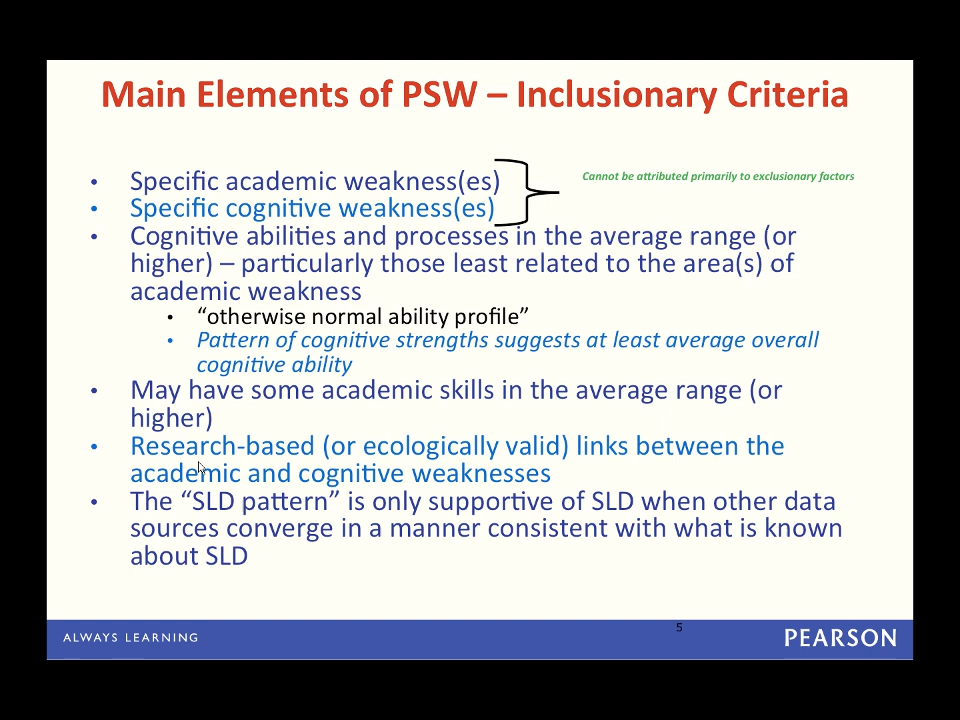 Main Elements of PSW – Inclusionary Criteria
• Specific academic weakness(es)
Cannot be attributed primarily to exclusionary factors
• Specific cognitive weakness(es)
• Cognitive abilities and processes in the average range (or
higher) – particularly those least related to the area(s) of
academic weakness
• “otherwise normal ability profile”
• Pattern of cognitive strengths suggests at least average overall
cognitive ability
• May have some academic skills in the average range (or
higher)
• Research-based (or ecologically valid) links between the
academic and cognitive weaknesses
• The “SLD pattern” is only supportive of SLD when other data
sources converge in a manner consistent with what is known
about SLD
5
ALWAYS LEARNING
PEARSON